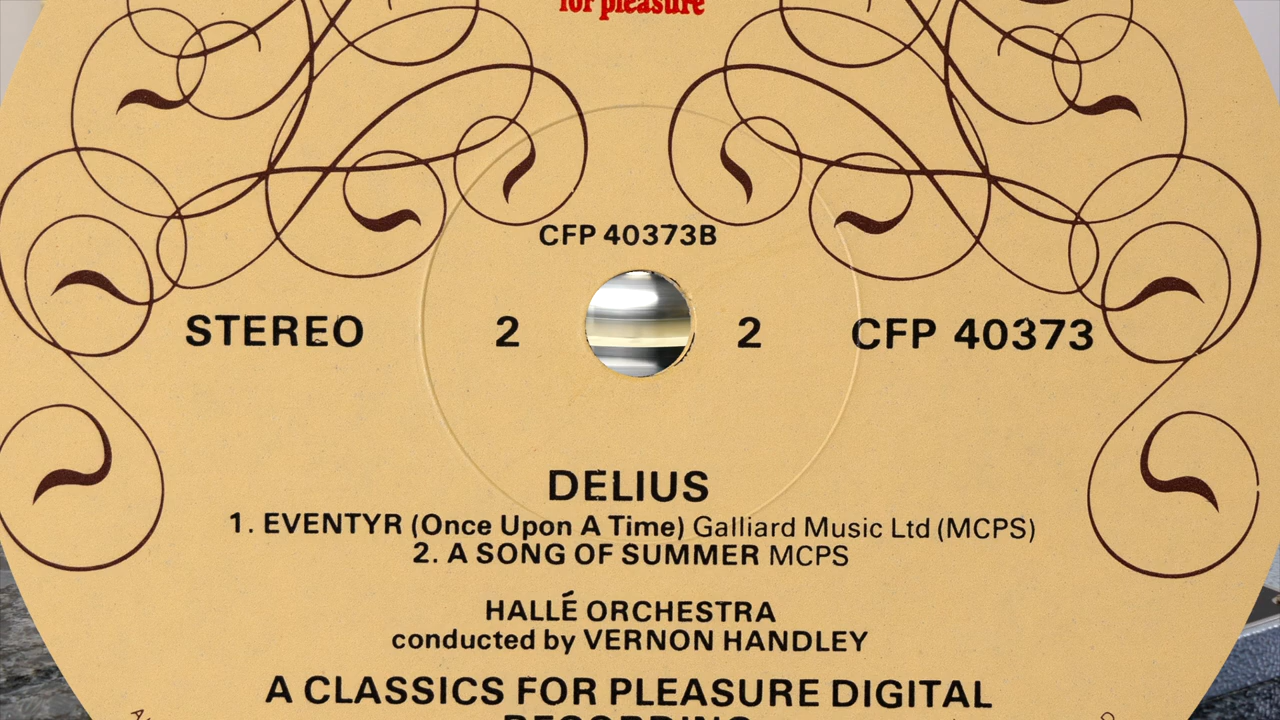 for pleasure
CFP 40373B
STEREO 2 2 CFP 40373
DELIUS
1. EVENTYR (Once Upon A Time) Galliard Music Ltd (MCPS)
2. A SONG OF SUMMER MCPS
HALLÉ ORCHESTRA
conducted by VERNON HANDLEY
A CLASSICS FOR PLEASURE DIGITAL
RECORDING